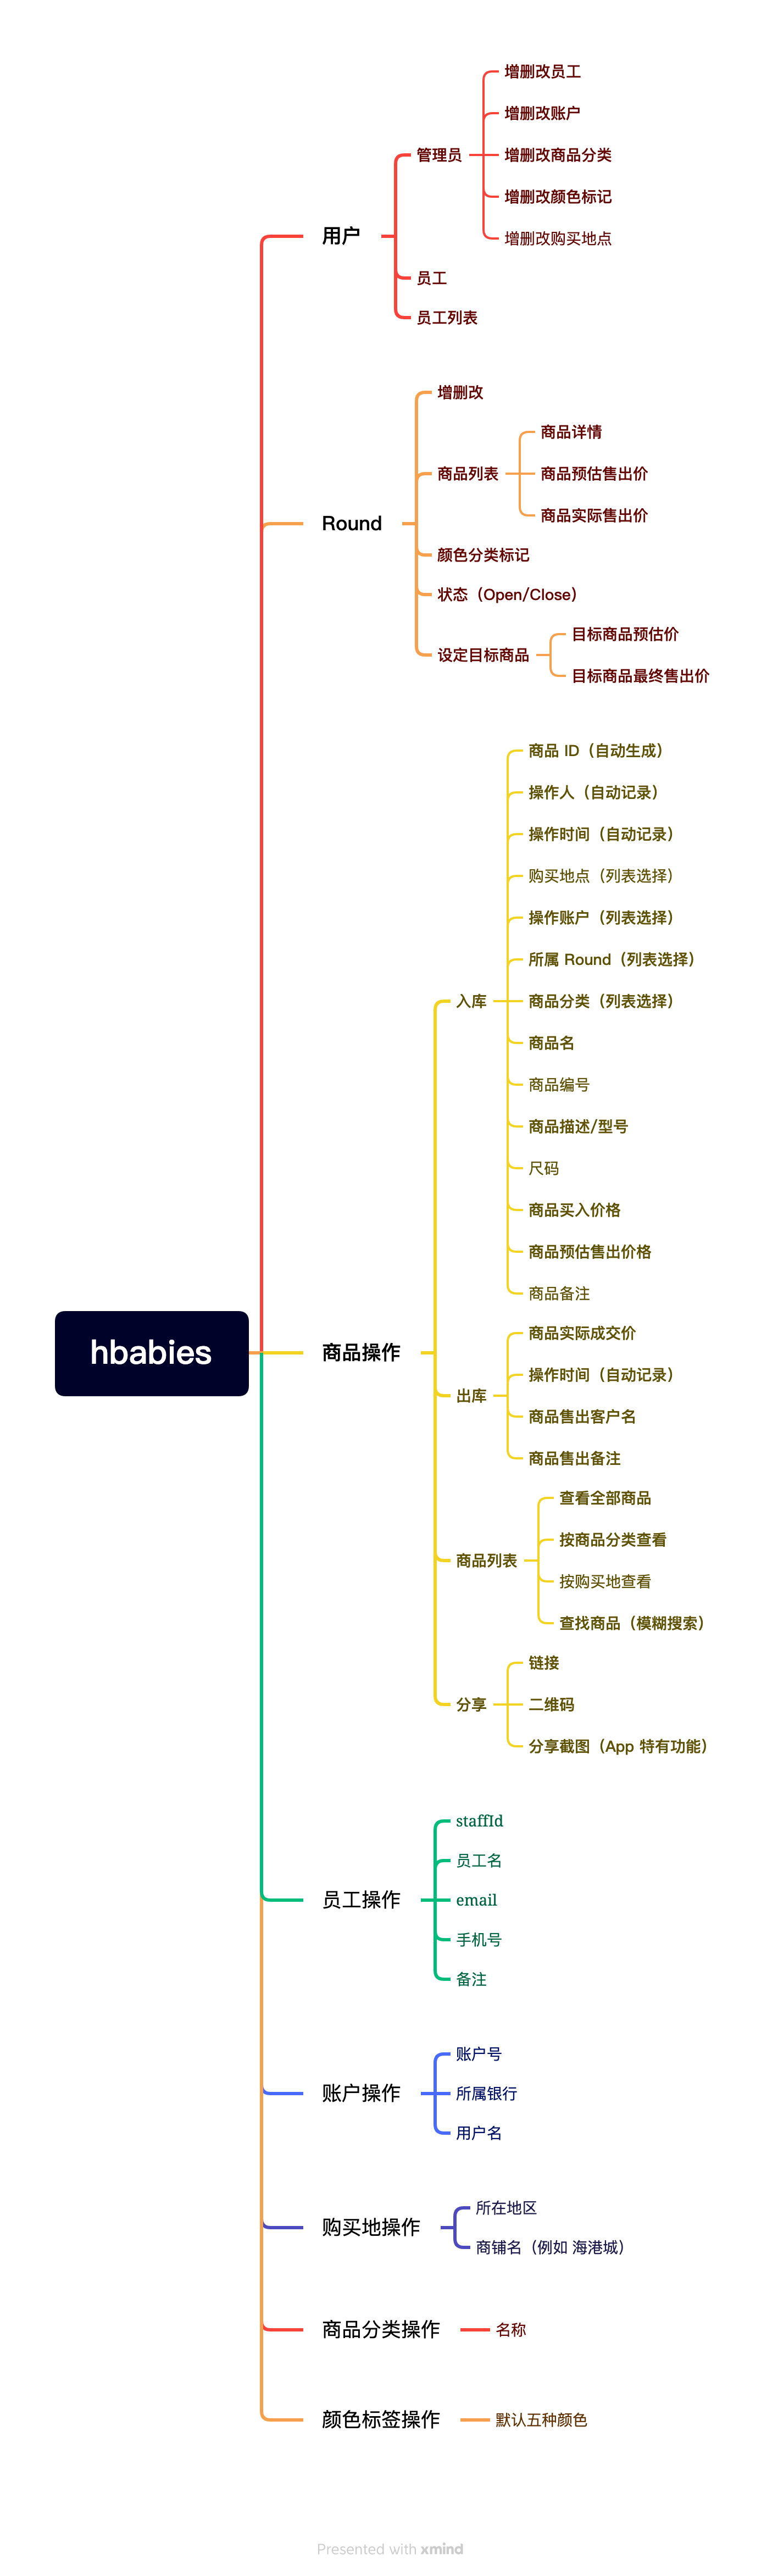 hbabies
用户
管理员
增删改员工
增删改账户
增删改商品分类
增删改颜色标记
增删改购买地点
员工
员工列表
Round
增删改
商品列表
商品详情
商品预估售出价
商品实际售出价
颜色分类标记
状态（Open/Close）
设定目标商品
目标商品预估价
目标商品最终售出价
商品操作
入库
商品 ID（自动生成）
操作人（自动记录）
操作时间（自动记录）
购买地点（列表选择）
操作账户（列表选择）
所属 Round（列表选择）
商品分类（列表选择）
商品名
商品编号
商品描述/型号
尺码
商品买入价格
商品预估售出价格
商品备注
出库
商品实际成交价
操作时间（自动记录）
商品售出客户名
商品售出备注
商品列表
查看全部商品
按商品分类查看
按购买地查看
查找商品（模糊搜索）
分享
链接
二维码
分享截图（App 特有功能）
员工操作
staffId
员工名
email
手机号
备注
账户操作
账户号
所属银行
用户名
购买地操作
所在地区
商铺名（例如 海港城）
商品分类操作
名称
颜色标签操作
默认五种颜色
Presented with xmind